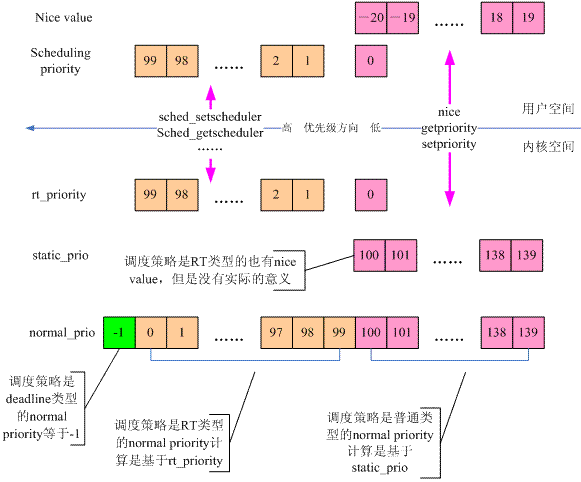 Nice value
—20 —19 …… 18 19
Scheduling
priority
99 98 …… 2 1 0
sched_setscheduler
Sched_getscheduler
……
nice
getpriority
setpriority
高 优先级方向 低
用户空间
内核空间
rt_priority
99 98 …… 2 1 0
static_prio
调度策略是RT类型的也有nice
value，但是没有实际的意义
100 101 …… 138 139
normal_prio
-1 0 1 …… 97 98 99 100 101 …… 138 139
调度策略是
deadline类型
的normal
priority等于-1
调度策略是RT类型
的normal priority计
算是基于rt_priority
调度策略是普通类
型的normal priority
计算是基于
static_prio